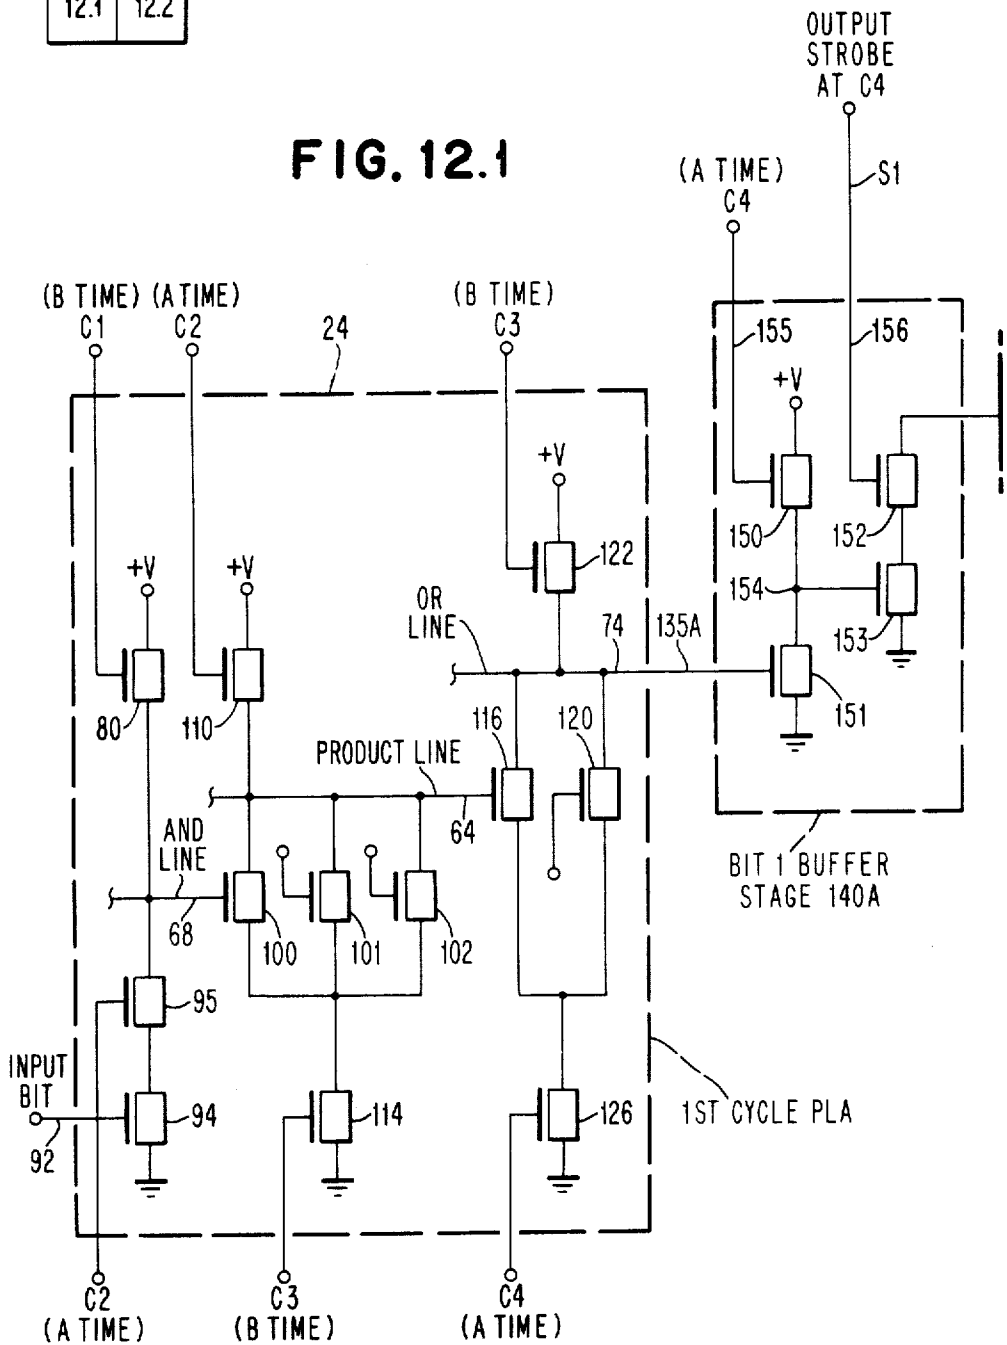 12.1 12.2
OUTPUT
STROBE
AT C4
FIG. 12.1
(A TIME)
C4
S1
(B TIME) (A TIME)
C1 C2
24
(B TIME)
C3
155
156
+V
+V
150
152
122
154
153
+V
+V
OR
LINE
74
135A
80
110
116
120
151
PRODUCT LINE
64
AND
LINE
68
100
101
102
BIT 1 BUFFER
STAGE 140A
95
INPUT
BIT
92
94
114
126
1ST CYCLE PLA
C2
(A TIME)
C3
(B TIME)
C4
(A TIME)